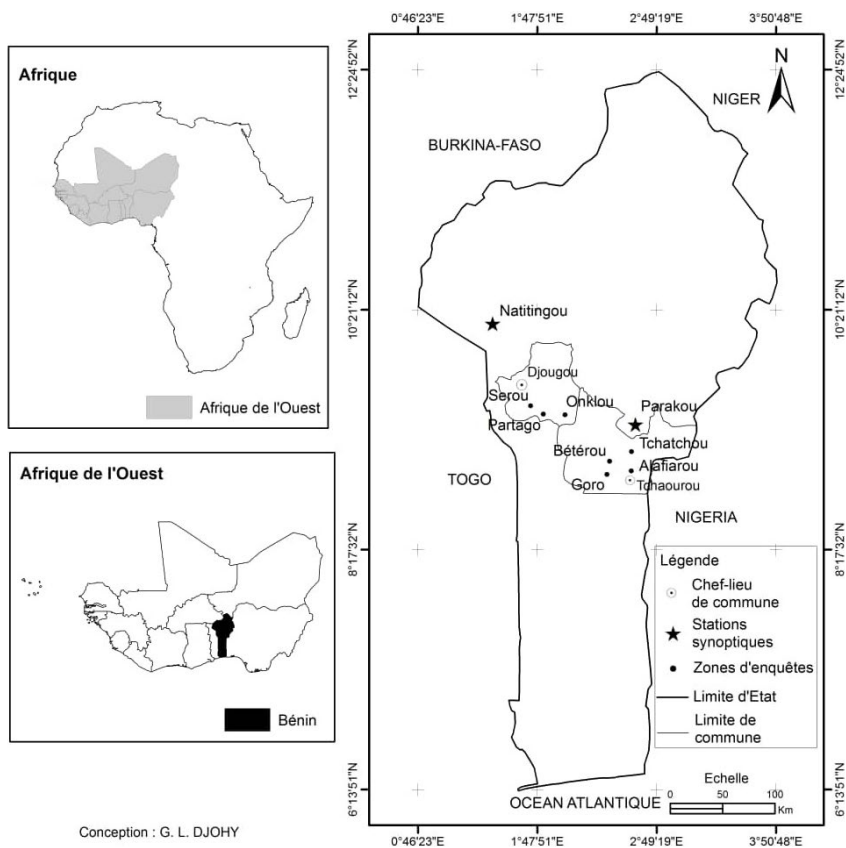 Afrique
Afrique de l'Ouest
Afrique de l'Ouest
Bénin
Conception : G. L. DJOHY
0°46'23"E 1°47'51"E 2°49'19"E 3°50'48"E
12°24'52"N
10°21'12"N
8°17'32"N
6°13'51"N
N
NIGER
BURKINA-FASO
Natitingou
Djougou
Serou
Onklou
Parakou
Partago
Tchatchou
Bétérou
Alafiarou
TOGO
Goro
Tchaourou
NIGERIA
Légende
Chef-lieu
de commune
Stations
synoptiques
Zones d'enquêtes
Limite d'Etat
Limite de
commune
Echelle
0 50 100
Km
OCEAN ATLANTIQUE
12°24'52"N
10°21'12"N
8°17'32"N
6°13'51"N
0°46'23"E 1°47'51"E 2°49'19"E 3°50'48"E